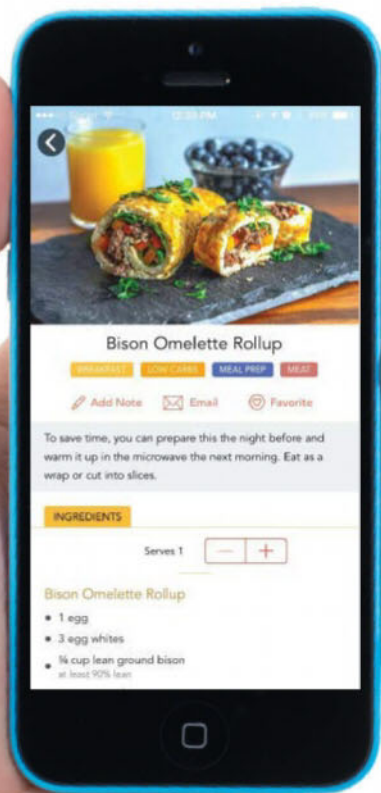 Bison Omelette Rollup
BREAKFAST LOW CARBS MEAL PREP MEAT
Add Note Email Favorite
To save time, you can prepare this the night before and
warm it up in the microwave the next morning. Eat as a
wrap or cut into slices.
INGREDIENTS
Serves 1 — +
Bison Omelette Rollup
• 1 egg
• 3 egg whites
• ¼ cup lean ground bison
at least 90% lean